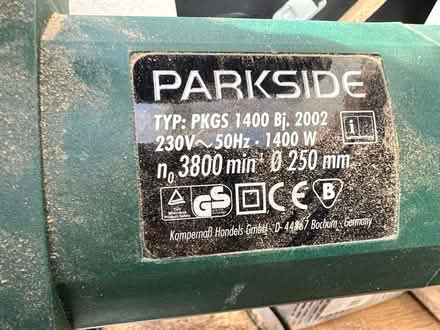 PARKSIDE
TYP: PKGS 1400 Bj. 2002
230V~50Hz · 1400 W
n₀ 3800 min⁻ Ø 250 mm
i
TÜV GS CE B
Kompernaß Handels-GmbH · D-44867 Bochum - Germany